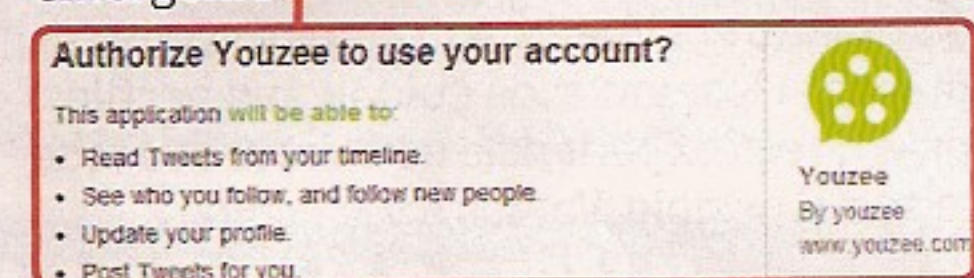 Authorize Youzee to use your account?
This application will be able to:
• Read Tweets from your timeline.
• See who you follow, and follow new people.
• Update your profile.
• Post Tweets for you.
Youzee
By youzee
www.youzee.com